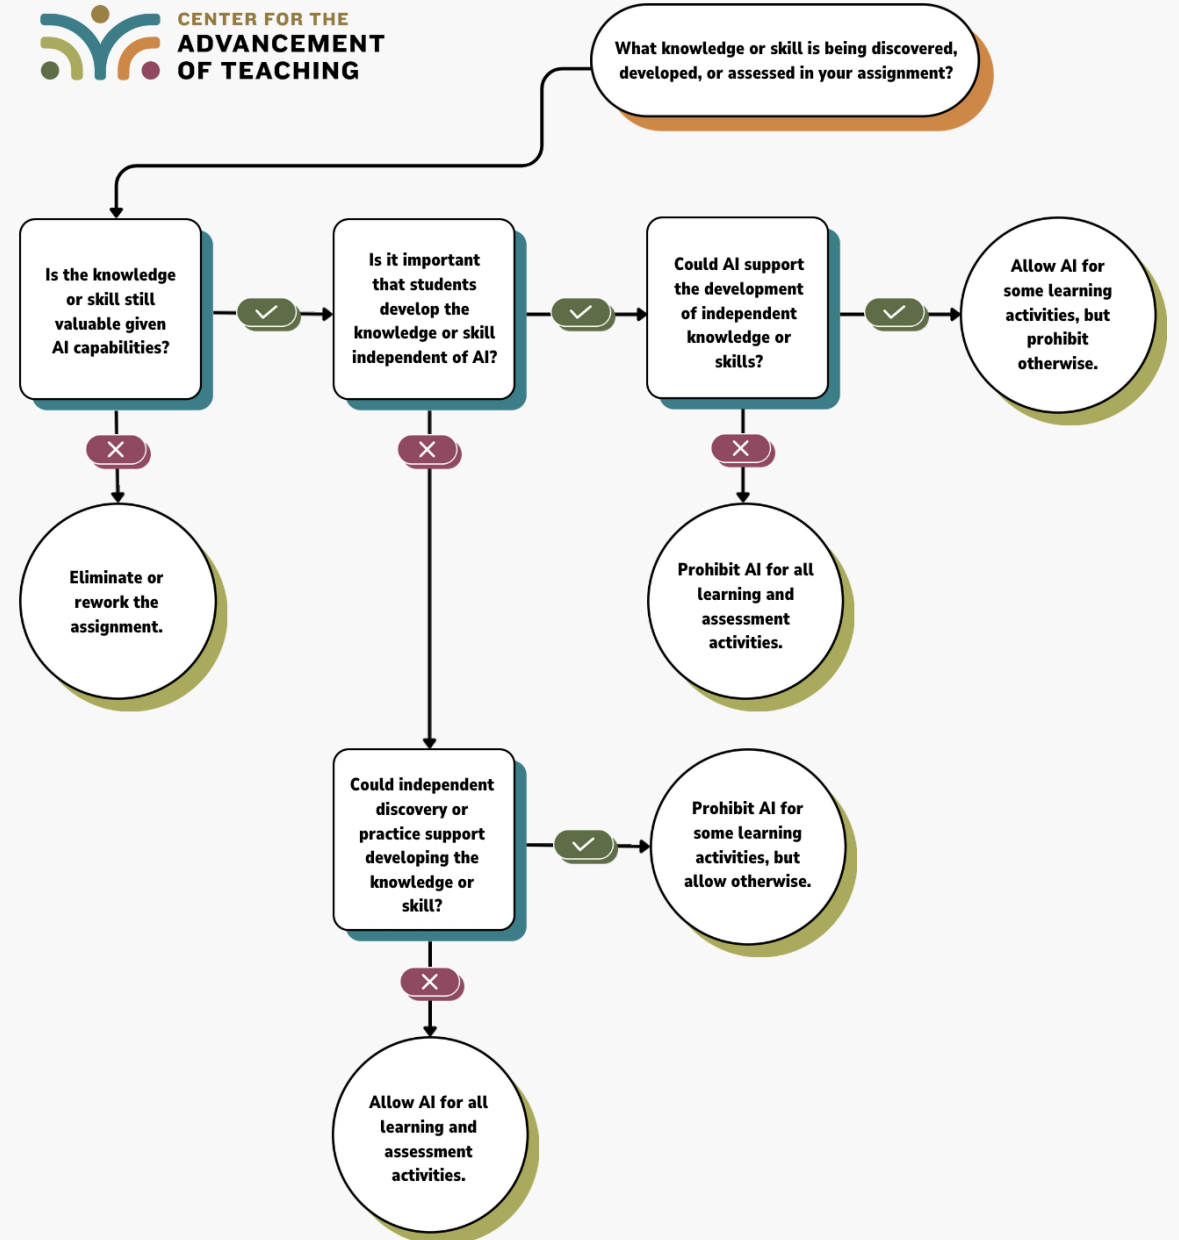 CENTER FOR THE
ADVANCEMENT
OF TEACHING
What knowledge or skill is being discovered,
developed, or assessed in your assignment?
Is the knowledge
or skill still
valuable given
AI capabilities?
Is it important
that students
develop the
knowledge or skill
independent of AI?
Could AI support
the development
of independent
knowledge or
skills?
Allow AI for
some learning
activities, but
prohibit
otherwise.
Eliminate or
rework the
assignment.
Prohibit AI for all
learning and
assessment
activities.
Could independent
discovery or
practice support
developing the
knowledge or
skill?
Prohibit AI for
some learning
activities, but
allow otherwise.
Allow AI for all
learning and
assessment
activities.